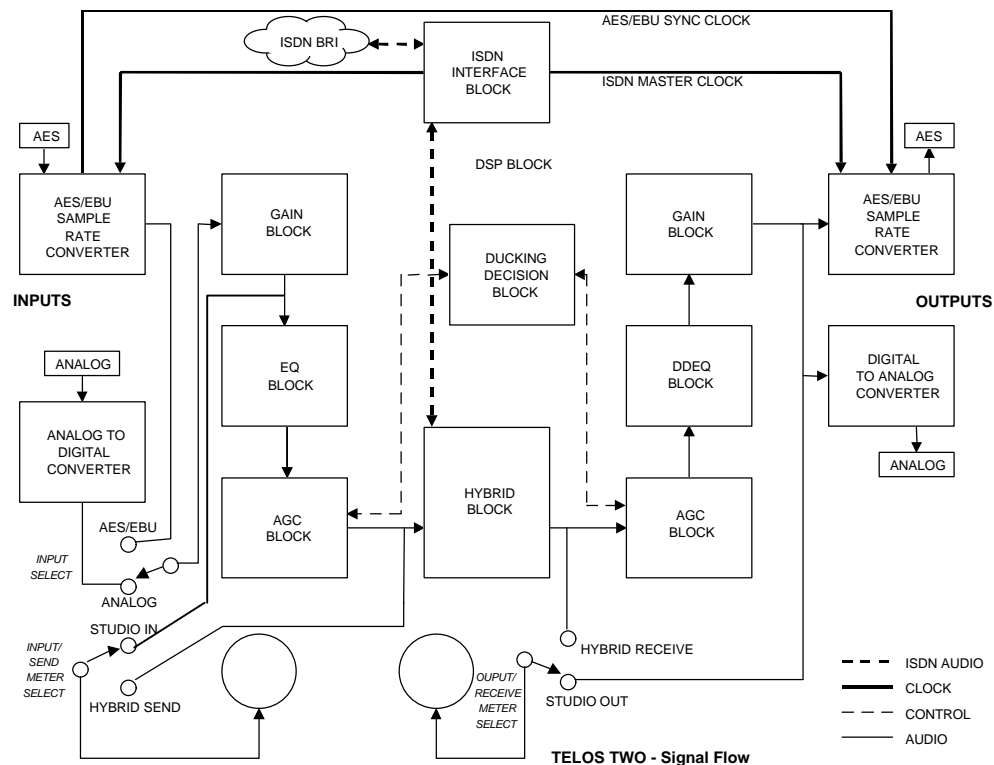 AES/EBU SYNC CLOCK
ISDN BRI
ISDN
INTERFACE
BLOCK
ISDN MASTER CLOCK
AES
AES
DSP BLOCK
AES/EBU
SAMPLE
RATE
CONVERTER
GAIN
BLOCK
GAIN
BLOCK
AES/EBU
SAMPLE
RATE
CONVERTER
DUCKING
DECISION
BLOCK
INPUTS
OUTPUTS
ANALOG
EQ
BLOCK
DDEQ
BLOCK
DIGITAL
TO ANALOG
CONVERTER
ANALOG TO
DIGITAL
CONVERTER
ANALOG
AGC
BLOCK
HYBRID
BLOCK
AGC
BLOCK
AES/EBU
INPUT
SELECT
ANALOG
STUDIO IN
INPUT/
SEND
METER
SELECT
HYBRID SEND
HYBRID RECEIVE
OUPUT/
RECEIVE
METER
SELECT
STUDIO OUT
ISDN AUDIO
CLOCK
CONTROL
AUDIO
TELOS TWO - Signal Flow